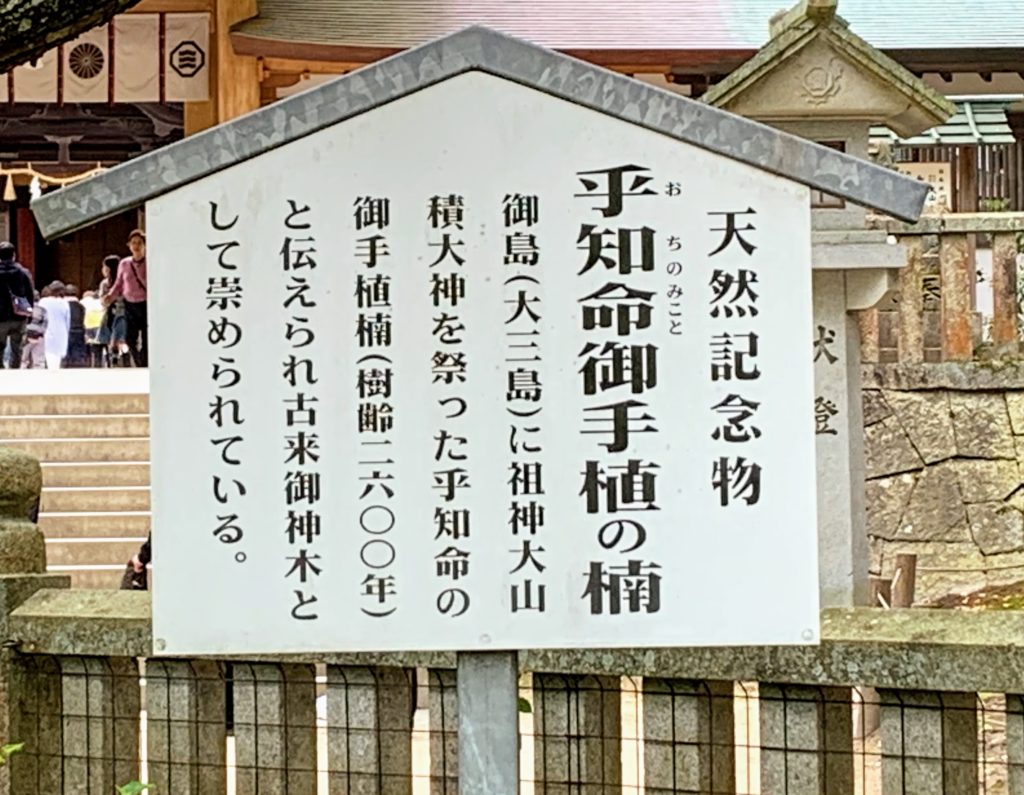 天然記念物
お ちのみこと
乎知命御手植の楠
御島(大三島)に祖神大山
積大神を祭った乎知命の
御手植楠(樹齢二六〇〇年)
と伝えられ古来御神木と
して崇められている。